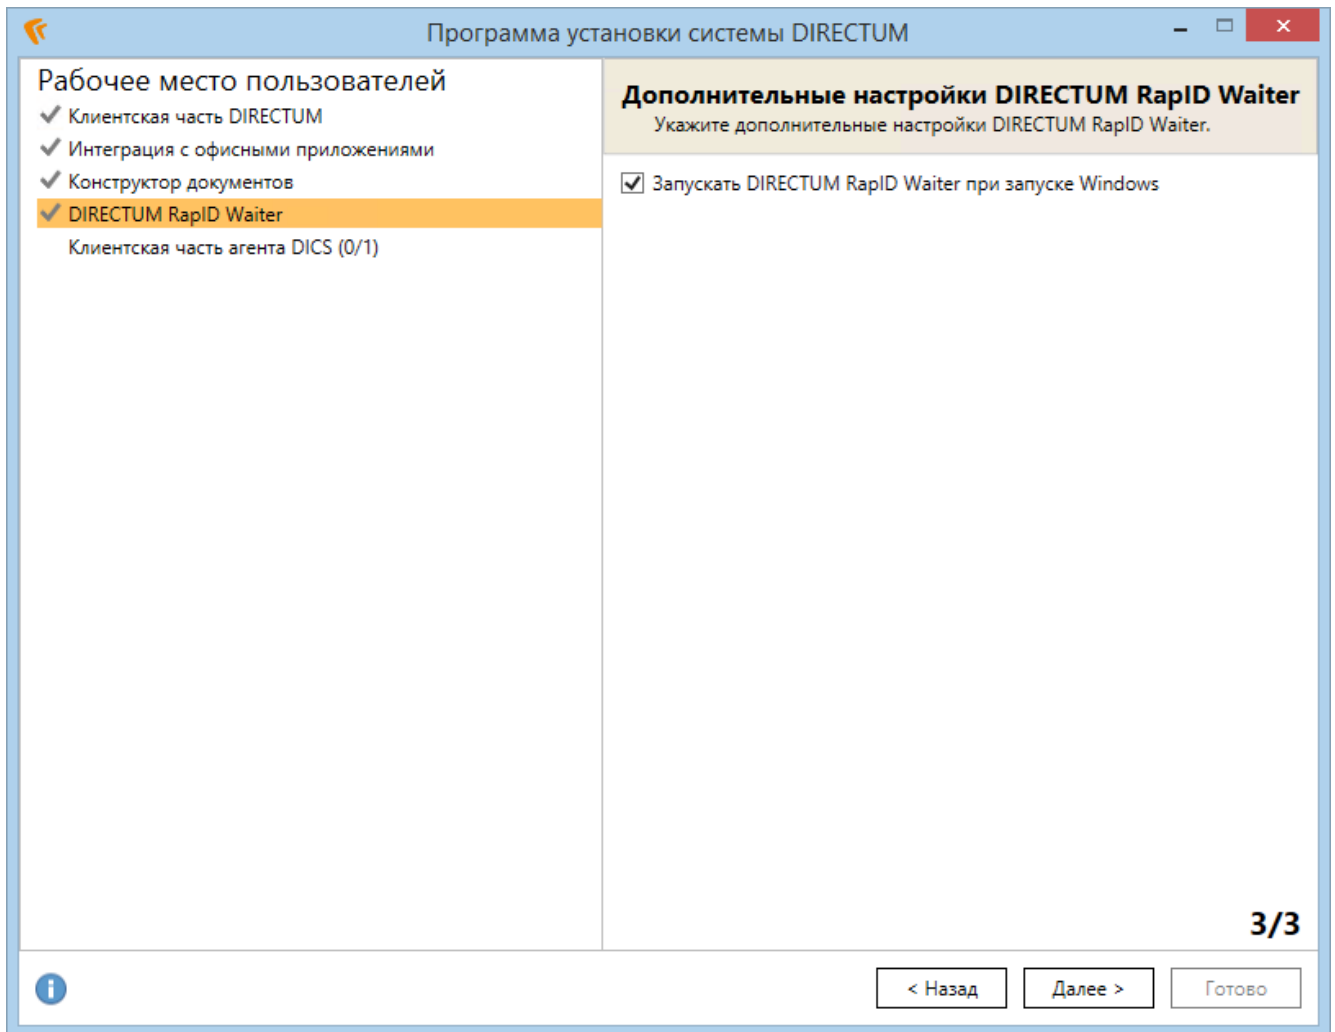 Программа установки системы DIRECTUM
Рабочее место пользователей
Клиентская часть DIRECTUM
Интеграция с офисными приложениями
Конструктор документов
DIRECTUM RapID Waiter
Клиентская часть агента DICS (0/1)
Дополнительные настройки DIRECTUM RapID Waiter
Укажите дополнительные настройки DIRECTUM RapID Waiter.
Запускать DIRECTUM RapID Waiter при запуске Windows
3/3
< Назад
Далее >
Готово